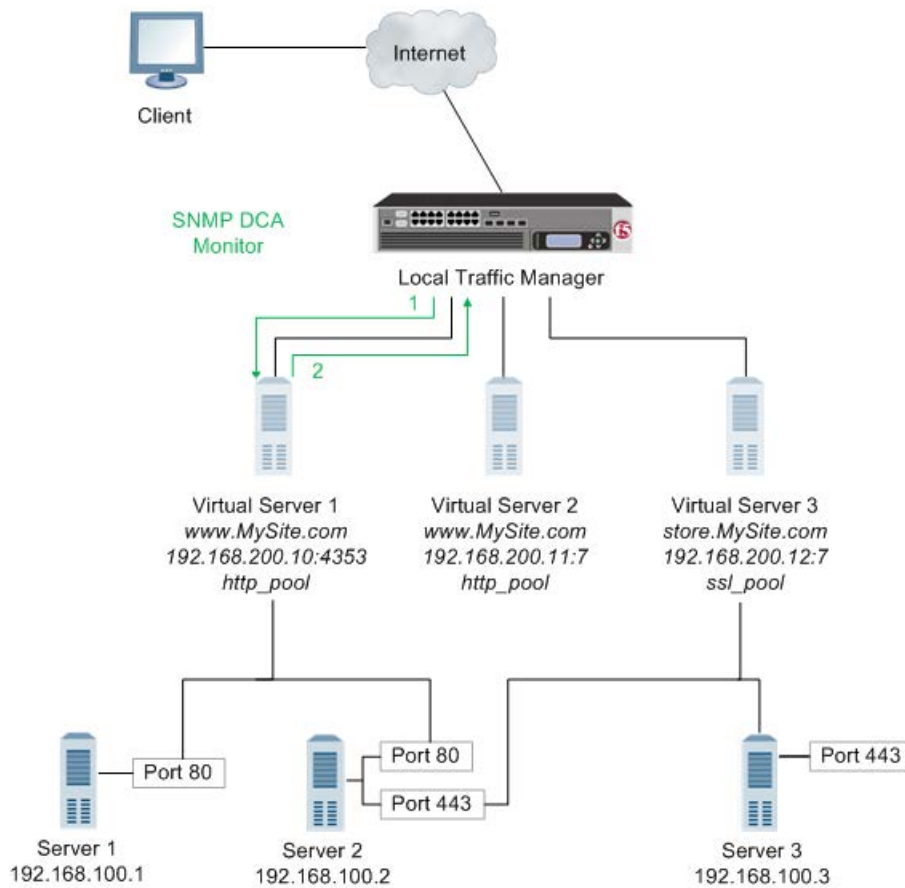 Internet
Client
SNMP DCA
Monitor
f5
Local Traffic Manager
1
2
Virtual Server 1
www.MySite.com
192.168.200.10:4353
http_pool
Virtual Server 2
www.MySite.com
192.168.200.11:7
http_pool
Virtual Server 3
store.MySite.com
192.168.200.12:7
ssl_pool
Port 80
Port 80
Port 443
Port 443
Server 1
192.168.100.1
Server 2
192.168.100.2
Server 3
192.168.100.3